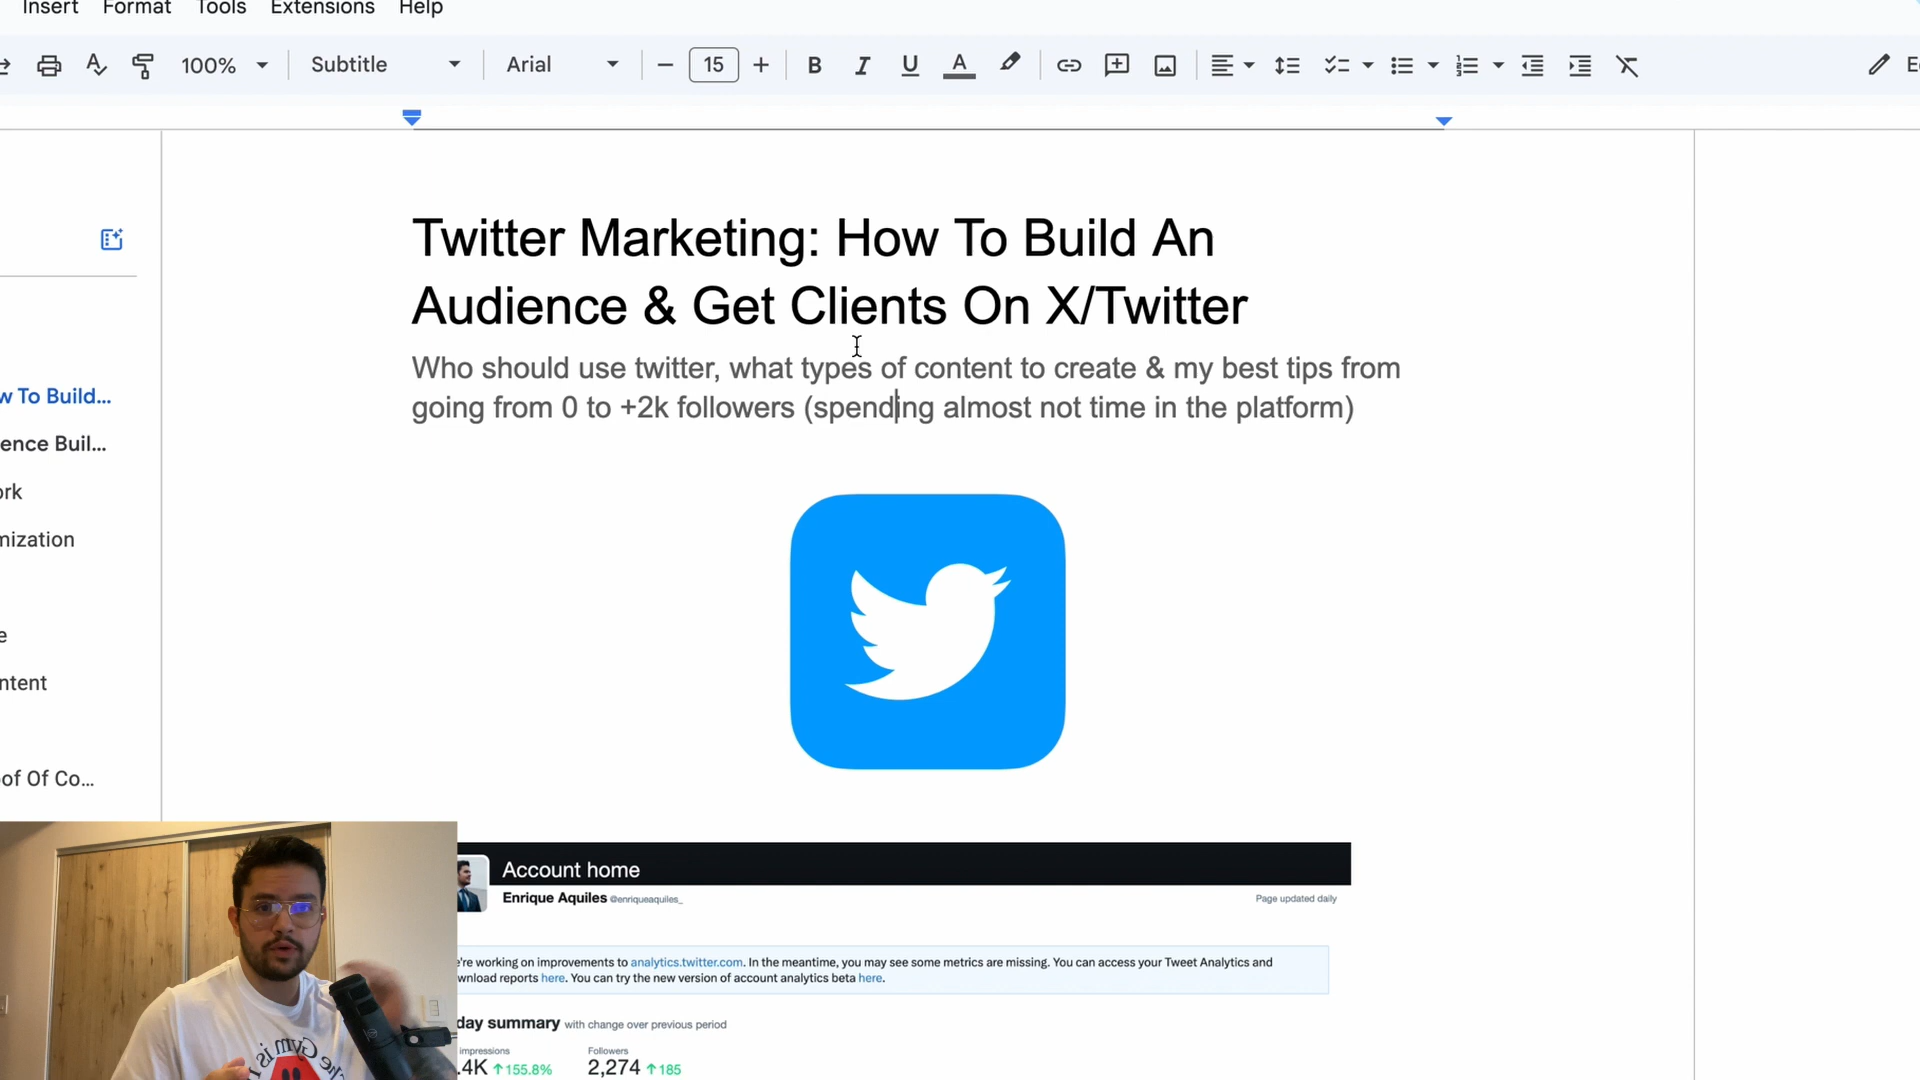 Insert Format Tools Extensions Help
100% Subtitle Arial 15 B I U A
Twitter Marketing: How To Build An
Audience & Get Clients On X/Twitter
Who should use twitter, what types of content to create & my best tips from
going from 0 to +2k followers (spending almost not time in the platform)
w To Build...
ence Buil...
ork
mization
e
ntent
of Of Co...
Account home
Enrique Aquiles @enriqueaquiles_
Page updated daily
're working on improvements to analytics.twitter.com. In the meantime, you may see some metrics are missing. You can access your Tweet Analytics and
wnload reports here. You can try the new version of account analytics beta here.
day summary with change over previous period
impressions
Followers
.4K ↑155.8%
2,274 ↑185